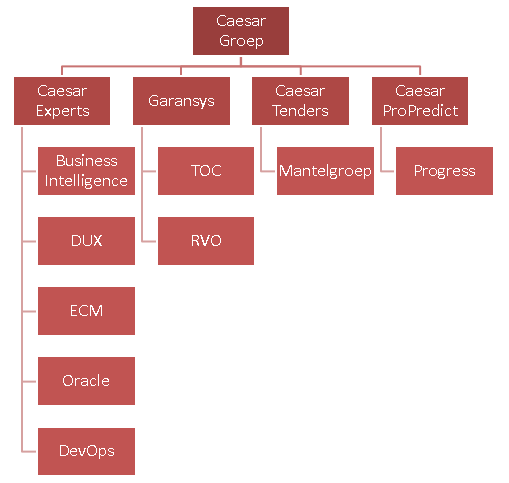 Caesar
Groep
Caesar
Experts
Garansys
Caesar
Tenders
Caesar
ProPredict
Business
Intelligence
TOC
Mantelgroep
Progress
DUX
RVO
ECM
Oracle
DevOps